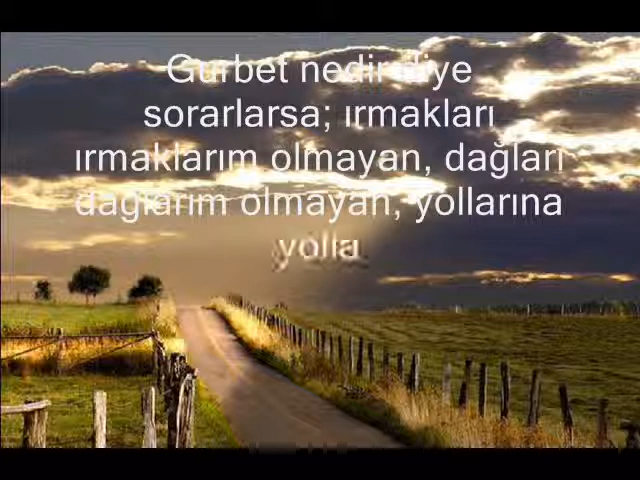 Gurbet nedir diye
sorarlarsa; ırmakları
ırmaklarım olmayan, dağları
dağlarım olmayan, yollarına
yolla